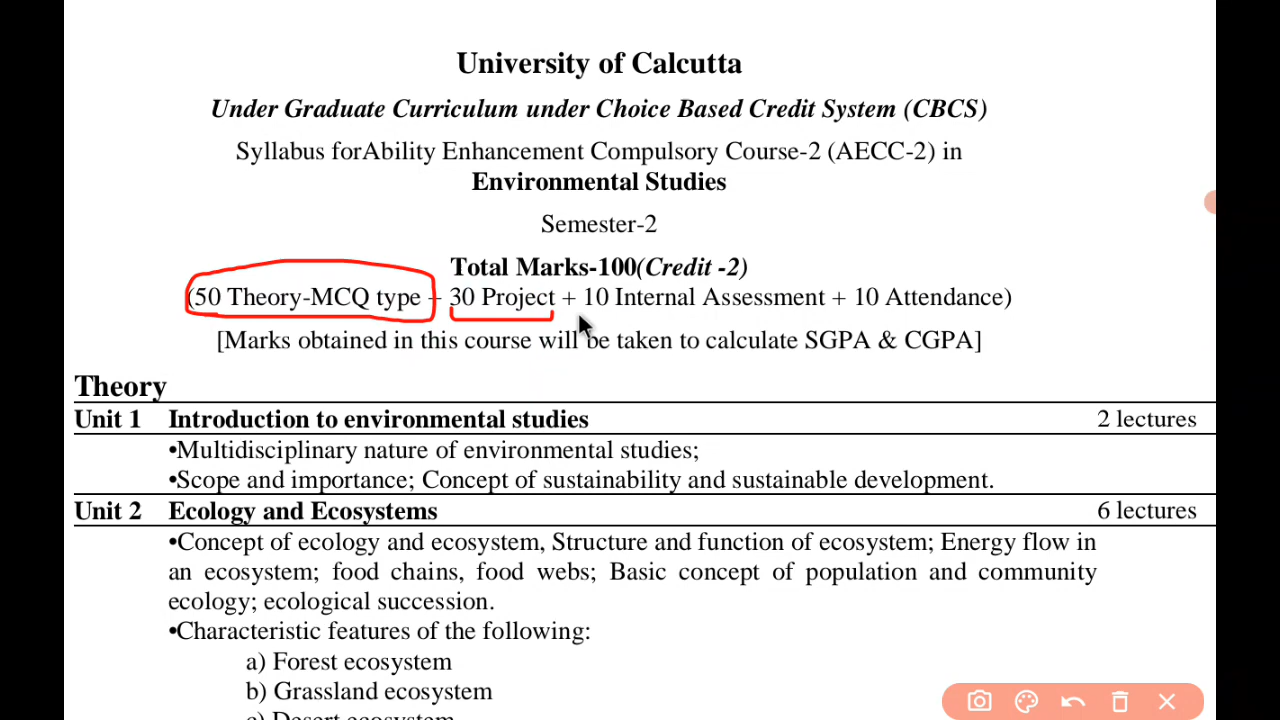 University of Calcutta
Under Graduate Curriculum under Choice Based Credit System (CBCS)
Syllabus forAbility Enhancement Compulsory Course-2 (AECC-2) in
Environmental Studies
Semester-2
Total Marks-100(Credit -2)
(50 Theory-MCQ type + 30 Project + 10 Internal Assessment + 10 Attendance)
[Marks obtained in this course will be taken to calculate SGPA & CGPA]
Theory
Unit 1 Introduction to environmental studies 2 lectures
•Multidisciplinary nature of environmental studies;
•Scope and importance; Concept of sustainability and sustainable development.
Unit 2 Ecology and Ecosystems 6 lectures
•Concept of ecology and ecosystem, Structure and function of ecosystem; Energy flow in
an ecosystem; food chains, food webs; Basic concept of population and community
ecology; ecological succession.
•Characteristic features of the following:
a) Forest ecosystem
b) Grassland ecosystem
c) Desert ecosystem